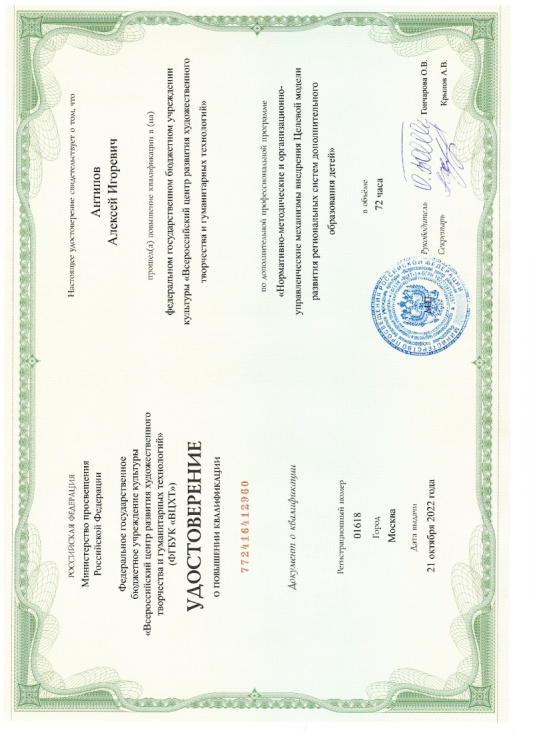 РОССИЙСКАЯ ФЕДЕРАЦИЯ
Министерство просвещения
Российской Федерации
Федеральное государственное
бюджетное учреждение культуры
«Всероссийский центр развития художественного
творчества и гуманитарных технологий»
(ФГБУК «ВЦХТ»)
УДОСТОВЕРЕНИЕ
О ПОВЫШЕНИИ КВАЛИФИКАЦИИ
772416412960
Документ о квалификации
Регистрационный номер
01618
Город
Москва
Дата выдачи
21 октября 2022 года
Настоящее удостоверение свидетельствует о том, что
Антипов
Алексей Игоревич
прошел(а) повышение квалификации в (на)
федеральном государственном бюджетном учреждении
культуры «Всероссийский центр развития художественного
творчества и гуманитарных технологий»
по дополнительной профессиональной программе
«Нормативно-методические и организационно-
управленческие механизмы внедрения Целевой модели
развития региональных систем дополнительного
образования детей»
в объёме
72 часа
Руководитель
Гончарова О.В.
Секретарь
Крылов А.В.